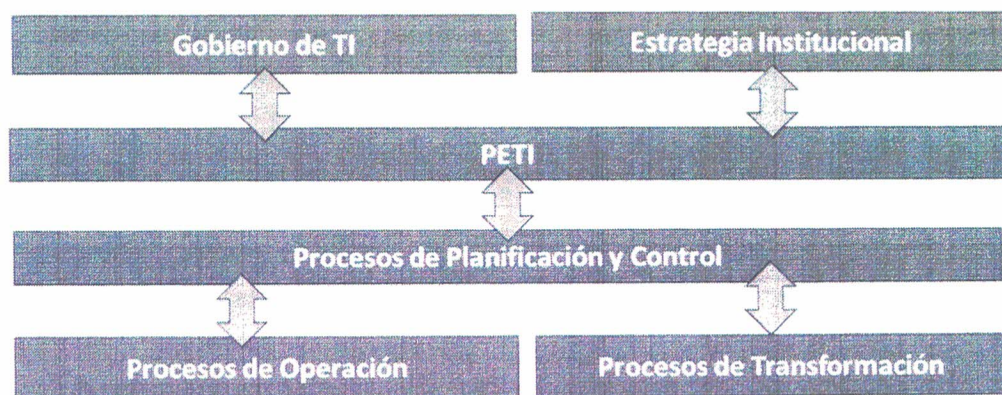 Gobierno de TI
Estrategia Institucional
PETI
Procesos de Planificación y Control
Procesos de Operación
Procesos de Transformación